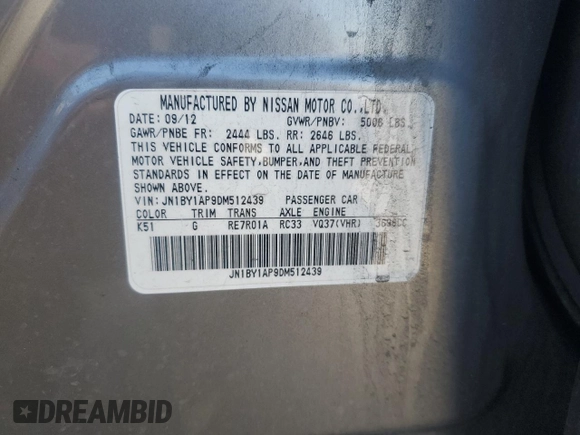 MANUFACTURED BY NISSAN MOTOR CO.,LTD.
DATE: 09/12 GVWR/PNBV: 5006 LBS.
GAWR/PNBE FR: 2444 LBS. RR: 2646 LBS.
THIS VEHICLE CONFORMS TO ALL APPLICABLE FEDERAL
MOTOR VEHICLE SAFETY,BUMPER,AND THEFT PREVENTION
STANDARDS IN EFFECT ON THE DATE OF MANUFACTURE
SHOWN ABOVE.
VIN: JN1BY1AP9DM512439 PASSENGER CAR
COLOR TRIM TRANS AXLE ENGINE
K51 G RE7R01A RC33 VQ37(VHR) 3696CC
JN1BY1AP9DM512439
DREAMBID